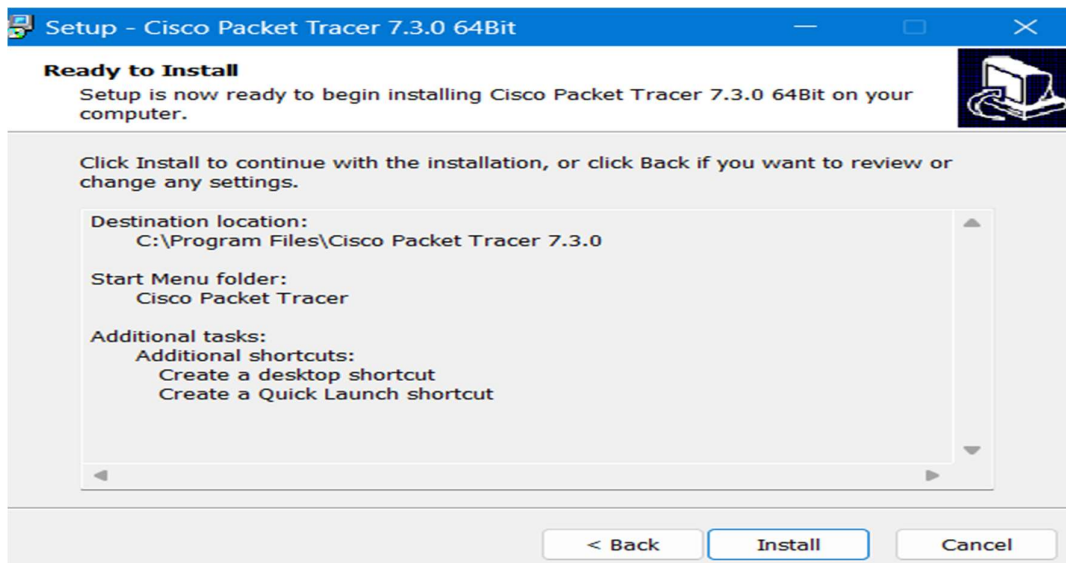 Setup - Cisco Packet Tracer 7.3.0 64Bit
Ready to Install
Setup is now ready to begin installing Cisco Packet Tracer 7.3.0 64Bit on your
computer.
Click Install to continue with the installation, or click Back if you want to review or
change any settings.
Destination location:
C:\Program Files\Cisco Packet Tracer 7.3.0
Start Menu folder:
Cisco Packet Tracer
Additional tasks:
Additional shortcuts:
Create a desktop shortcut
Create a Quick Launch shortcut
< Back
Install
Cancel